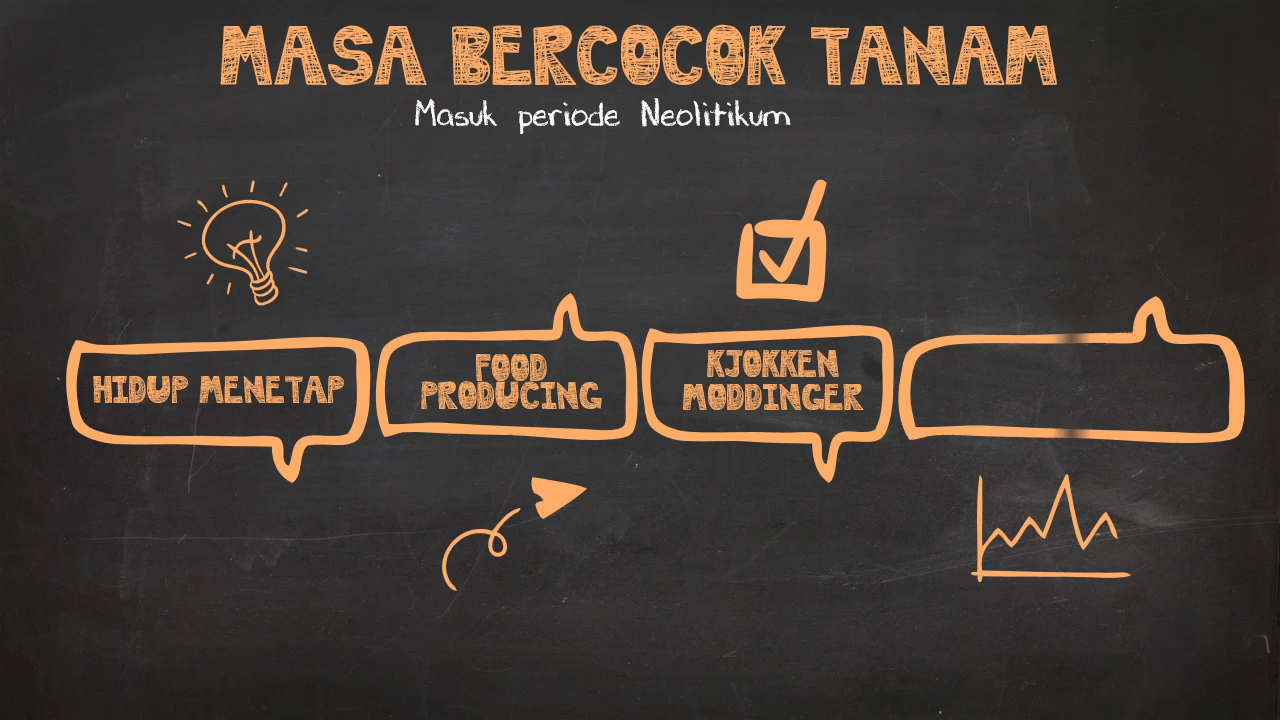 MASA BERCOCOK TANAM
Masuk periode Neolitikum
HIDUP MENETAP
FOOD
PRODUCING
KJOKKEN
MODDINGER